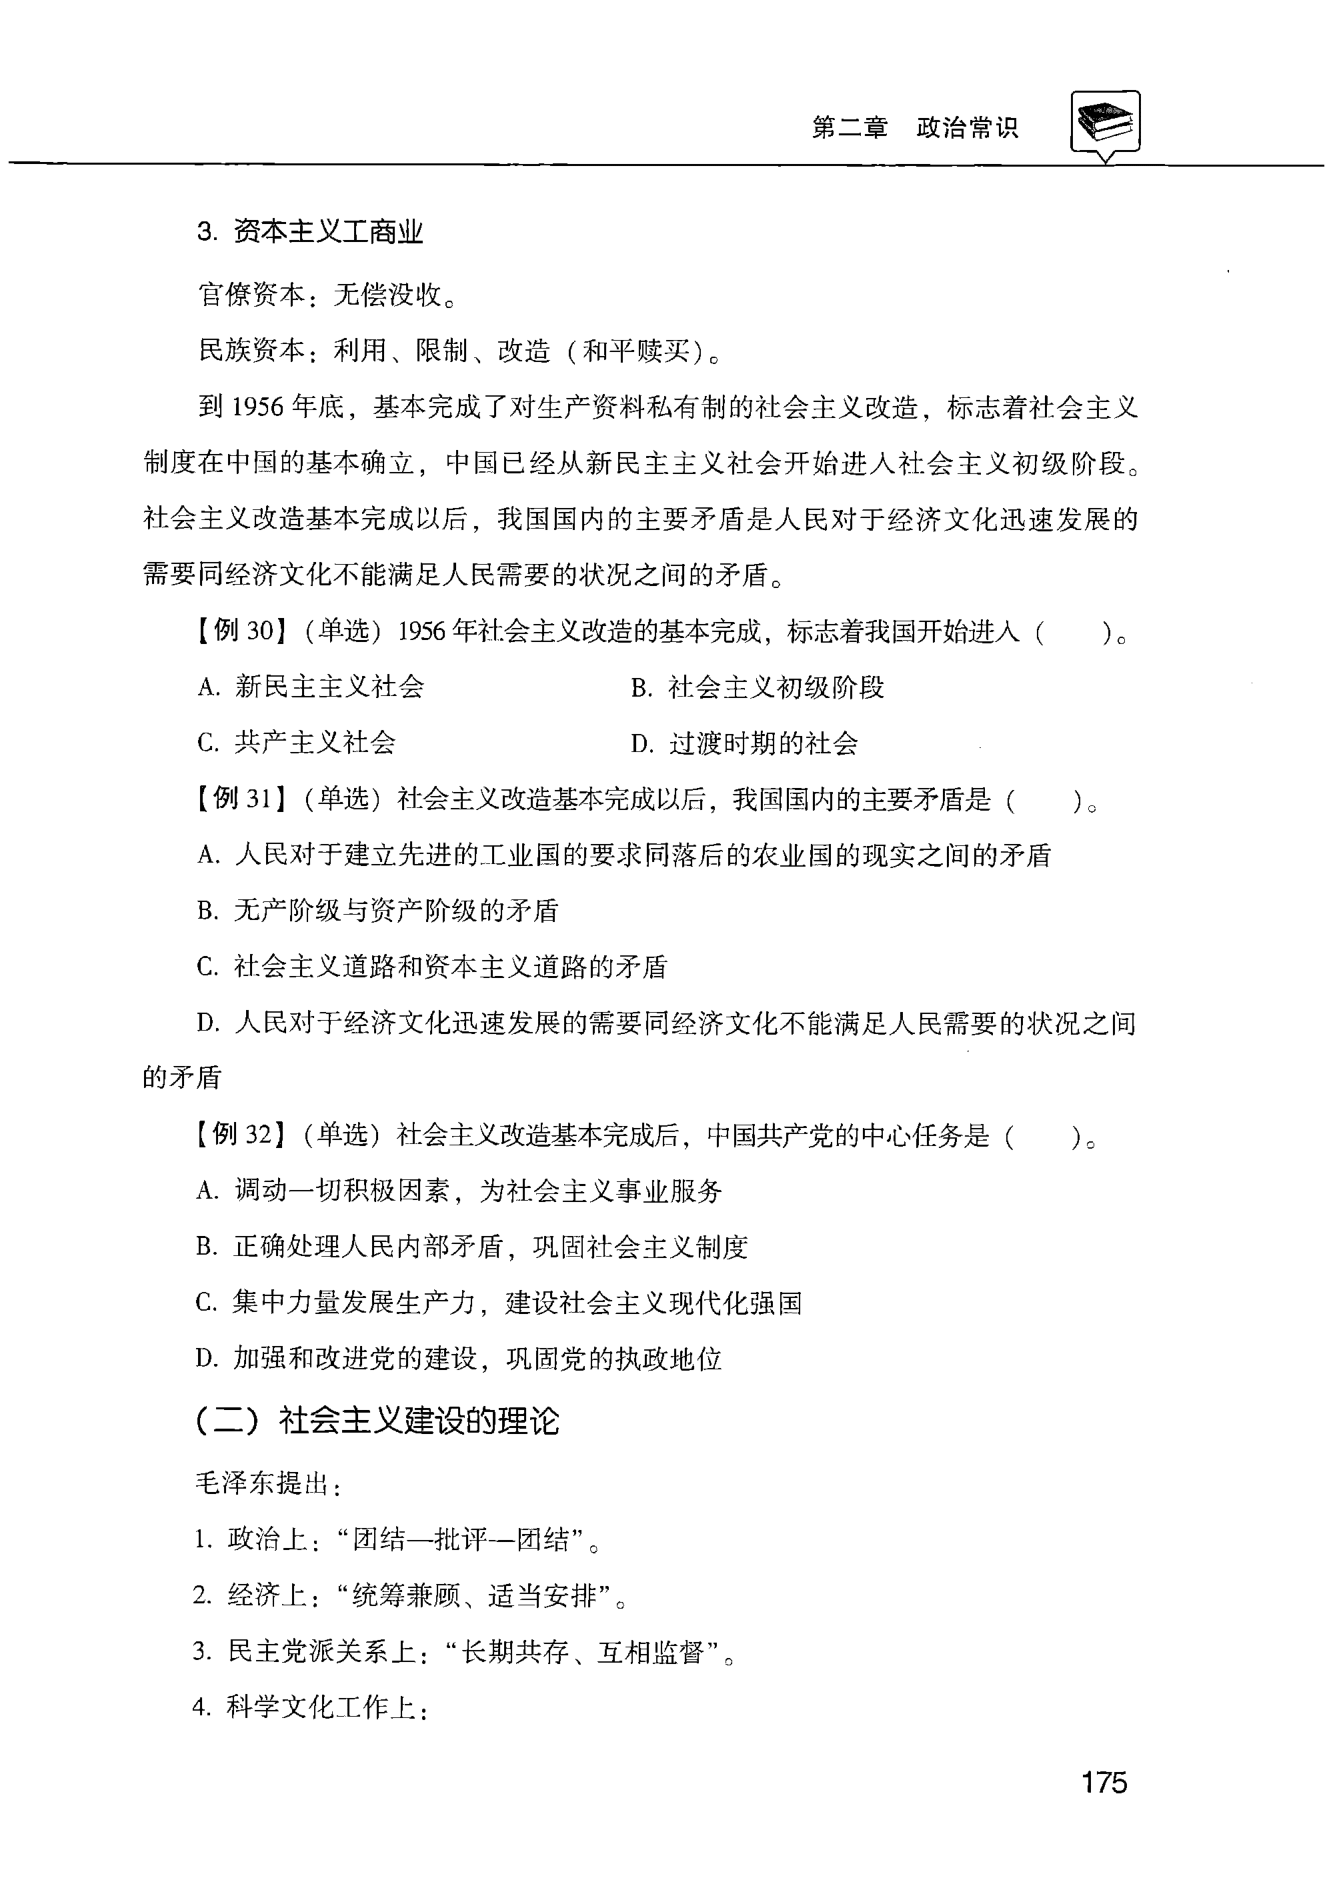 第二章 政治常识
3. 资本主义工商业
官僚资本：无偿没收。
民族资本：利用、限制、改造（和平赎买）。
到 1956 年底，基本完成了对生产资料私有制的社会主义改造，标志着社会主义
制度在中国的基本确立，中国已经从新民主主义社会开始进入社会主义初级阶段。
社会主义改造基本完成以后，我国国内的主要矛盾是人民对于经济文化迅速发展的
需要同经济文化不能满足人民需要的状况之间的矛盾。
【例 30】（单选）1956 年社会主义改造的基本完成，标志着我国开始进入（　　）。
A. 新民主主义社会　B. 社会主义初级阶段
C. 共产主义社会　D. 过渡时期的社会
【例 31】（单选）社会主义改造基本完成以后，我国国内的主要矛盾是（　　）。
A. 人民对于建立先进的工业国的要求同落后的农业国的现实之间的矛盾
B. 无产阶级与资产阶级的矛盾
C. 社会主义道路和资本主义道路的矛盾
D. 人民对于经济文化迅速发展的需要同经济文化不能满足人民需要的状况之间
的矛盾
【例 32】（单选）社会主义改造基本完成后，中国共产党的中心任务是（　　）。
A. 调动一切积极因素，为社会主义事业服务
B. 正确处理人民内部矛盾，巩固社会主义制度
C. 集中力量发展生产力，建设社会主义现代化强国
D. 加强和改进党的建设，巩固党的执政地位
（二）社会主义建设的理论
毛泽东提出：
1. 政治上：“团结—批评—团结”。
2. 经济上：“统筹兼顾、适当安排”。
3. 民主党派关系上：“长期共存、互相监督”。
4. 科学文化工作上：
175